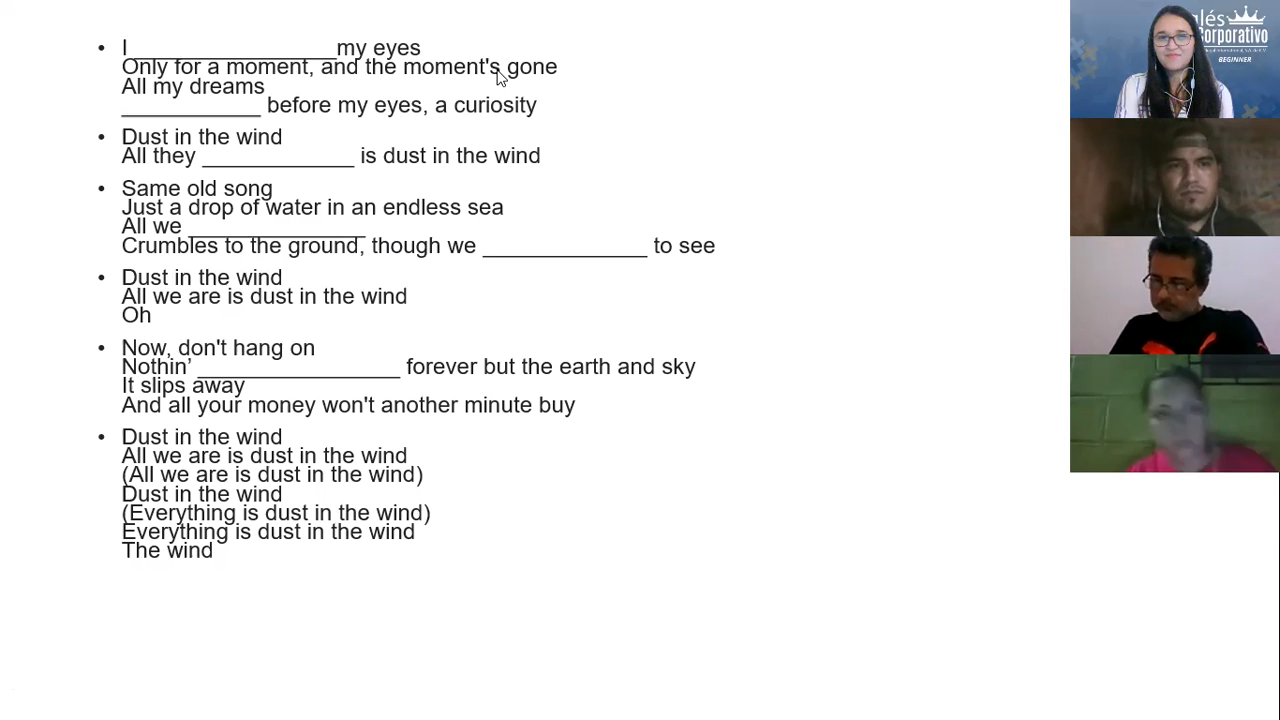 • I _________________ my eyes
Only for a moment, and the moment's gone
All my dreams
____________ before my eyes, a curiosity
• Dust in the wind
All they _____________ is dust in the wind
• Same old song
Just a drop of water in an endless sea
All we _______________
Crumbles to the ground, though we ______________ to see
• Dust in the wind
All we are is dust in the wind
Oh
• Now, don't hang on
Nothin’ _________________ forever but the earth and sky
It slips away
And all your money won't another minute buy
• Dust in the wind
All we are is dust in the wind
(All we are is dust in the wind)
Dust in the wind
(Everything is dust in the wind)
Everything is dust in the wind
The wind
glés
Corporativo
BEGINNER